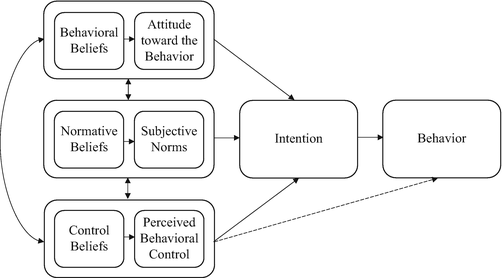 Behavioral
Beliefs
Attitude
toward the
Behavior
Normative
Beliefs
Subjective
Norms
Intention
Behavior
Control
Beliefs
Perceived
Behavioral
Control